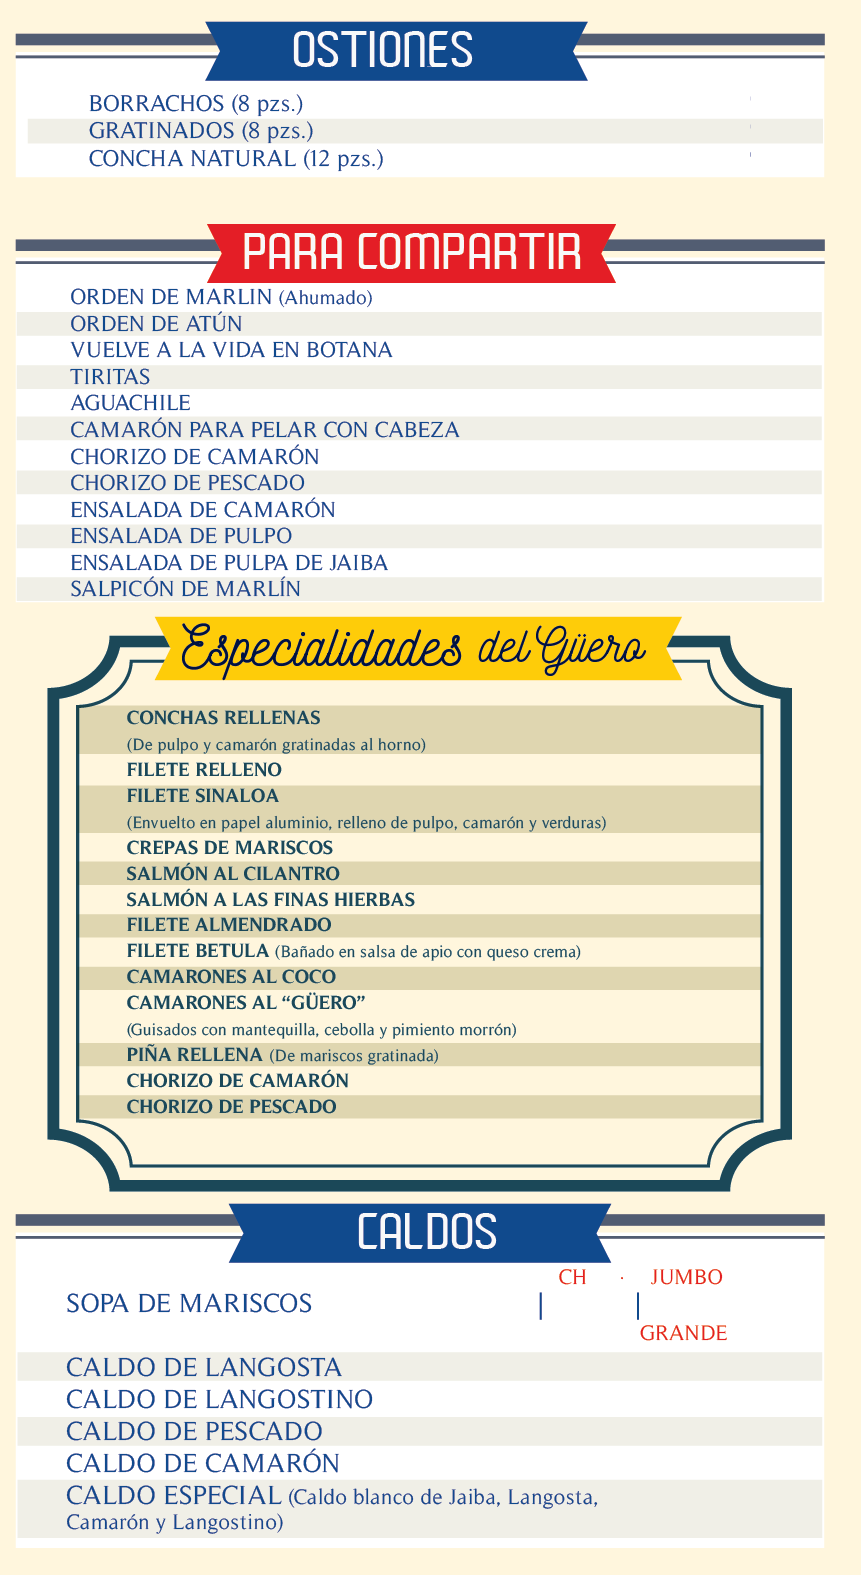 OSTIONES
BORRACHOS (8 pzs.)
GRATINADOS (8 pzs.)
CONCHA NATURAL (12 pzs.)
PARA COMPARTIR
ORDEN DE MARLIN (Ahumado)
ORDEN DE ATÚN
VUELVE A LA VIDA EN BOTANA
TIRITAS
AGUACHILE
CAMARÓN PARA PELAR CON CABEZA
CHORIZO DE CAMARÓN
CHORIZO DE PESCADO
ENSALADA DE CAMARÓN
ENSALADA DE PULPO
ENSALADA DE PULPA DE JAIBA
SALPICÓN DE MARLÍN
Especialidades del Güero
CONCHAS RELLENAS
(De pulpo y camarón gratinadas al horno)
FILETE RELLENO
FILETE SINALOA
(Envuelto en papel aluminio, relleno de pulpo, camarón y verduras)
CREPAS DE MARISCOS
SALMÓN AL CILANTRO
SALMÓN A LAS FINAS HIERBAS
FILETE ALMENDRADO
FILETE BETULA (Bañado en salsa de apio con queso crema)
CAMARONES AL COCO
CAMARONES AL “GÜERO”
(Guisados con mantequilla, cebolla y pimiento morrón)
PIÑA RELLENA (De mariscos gratinada)
CHORIZO DE CAMARÓN
CHORIZO DE PESCADO
CALDOS
CH · JUMBO
SOPA DE MARISCOS
GRANDE
CALDO DE LANGOSTA
CALDO DE LANGOSTINO
CALDO DE PESCADO
CALDO DE CAMARÓN
CALDO ESPECIAL (Caldo blanco de Jaiba, Langosta,
Camarón y Langostino)